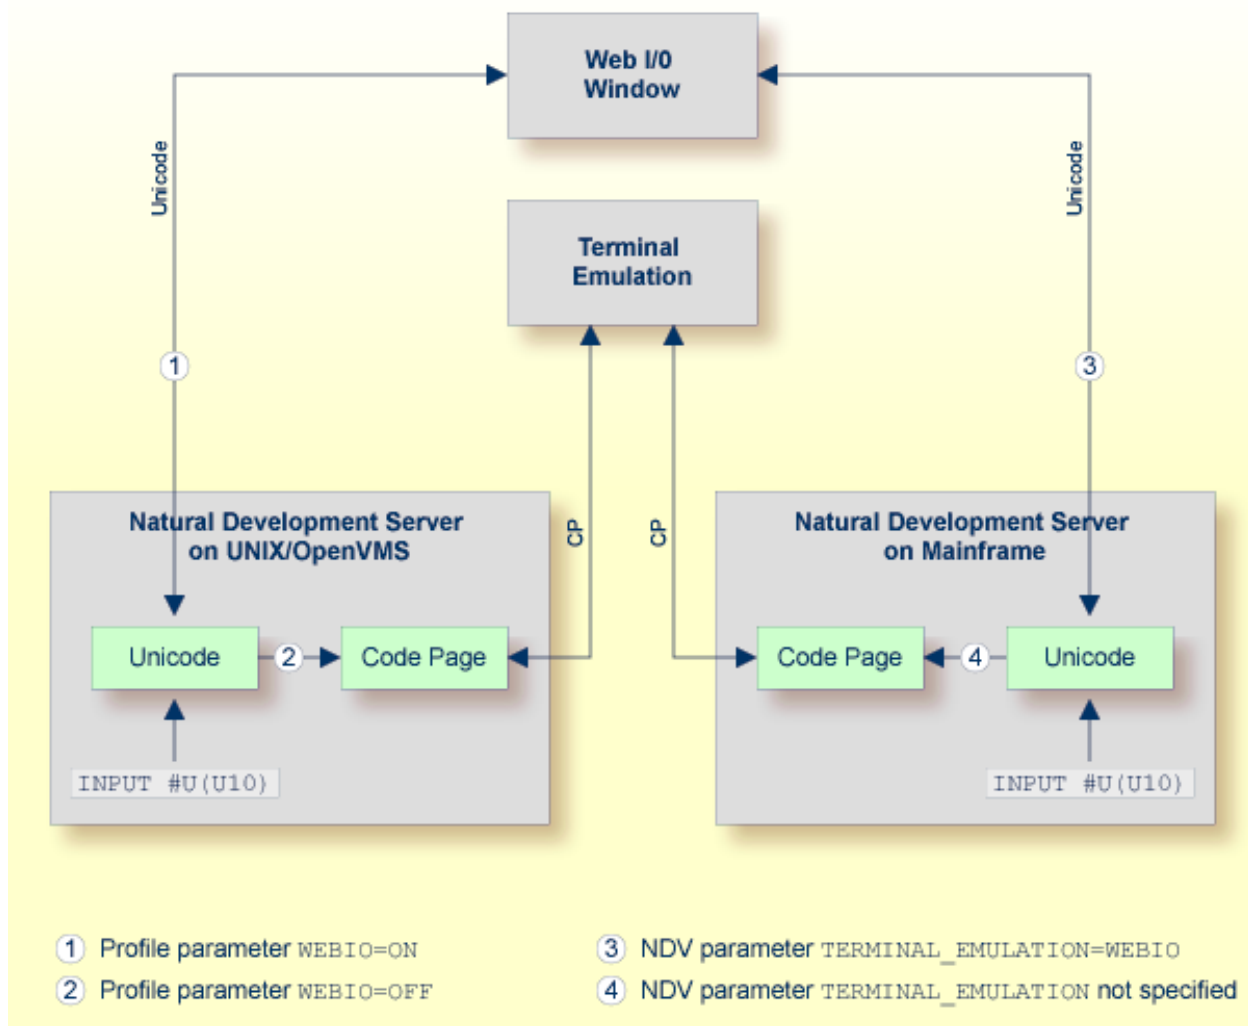 Web I/0
Window
Unicode
Unicode
Terminal
Emulation
1
3
Natural Development Server
on UNIX/OpenVMS
CP
CP
Natural Development Server
on Mainframe
Unicode
2
Code Page
Code Page
4
Unicode
INPUT #U(U10)
INPUT #U(U10)
1 Profile parameter WEBIO=ON
2 Profile parameter WEBIO=OFF
3 NDV parameter TERMINAL_EMULATION=WEBIO
4 NDV parameter TERMINAL_EMULATION not specified